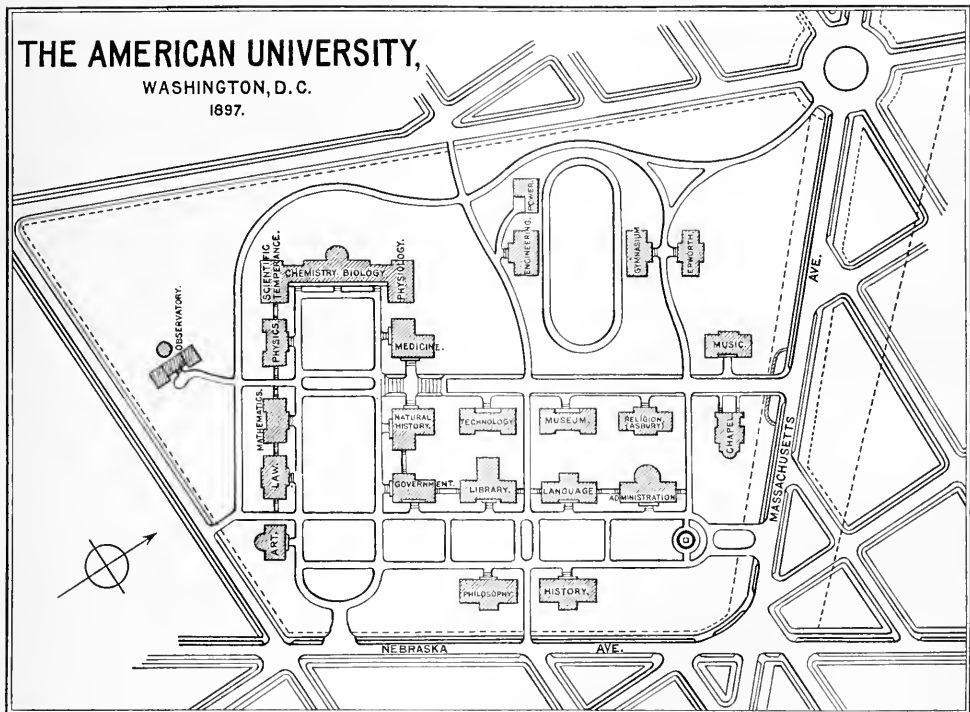 THE AMERICAN UNIVERSITY,
WASHINGTON, D.C.
1897.
POWER.
ENGINEERING.
GYMNASIUM
EPWORTH.
SCIENTIFIC
TEMPERANCE.
CHEMISTRY. BIOLOGY.
PHYSIOLOGY.
OBSERVATORY.
PHYSICS.
MEDICINE.
MUSIC.
AVE.
MASSACHUSETTS
MATHEMATICS.
NATURAL
HISTORY.
TECHNOLOGY
MUSEUM.
RELIGION
(ASBURY)
CHAPEL
LAW.
GOVERNMENT.
LIBRARY.
LANGUAGE
ADMINISTRATION
ART.
PHILOSOPHY
HISTORY.
NEBRASKA AVE.